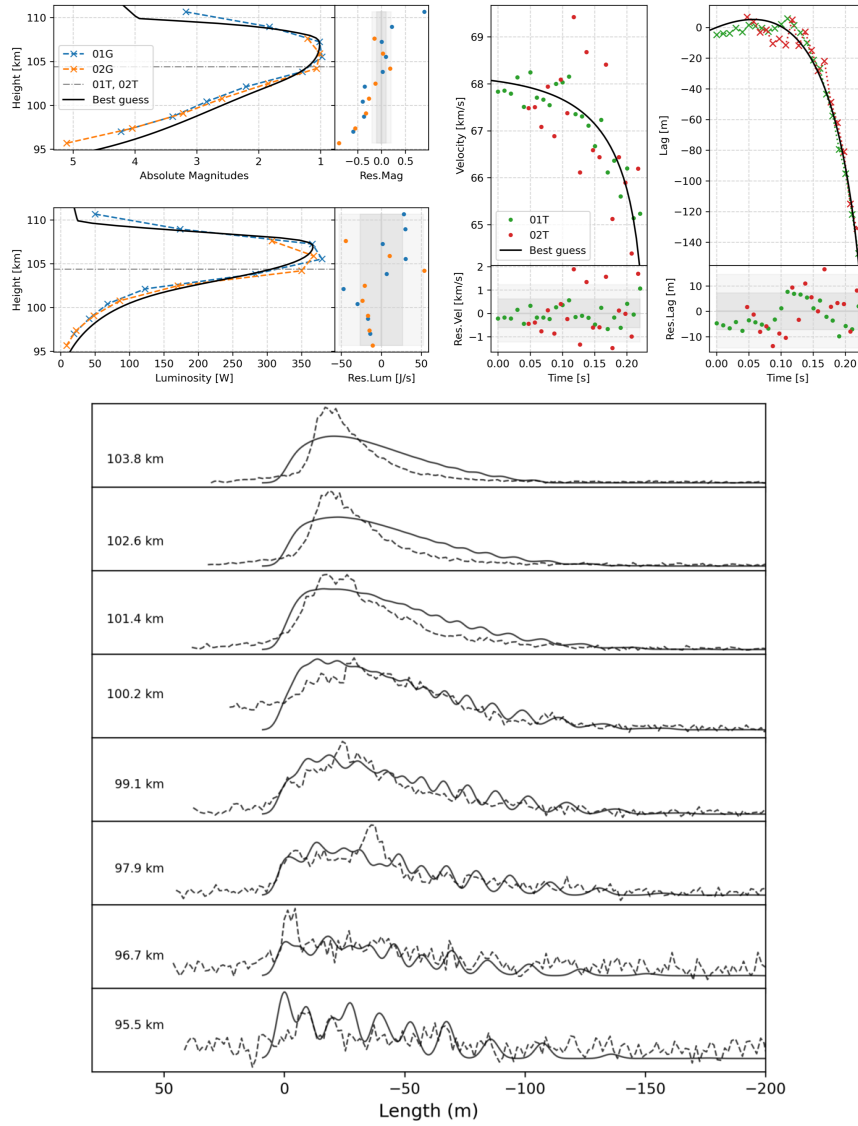 Height [km]
110
105
100
95
01G
02G
01T, 02T
Best guess
5
4
3
2
1
Absolute Magnitudes
−0.5
0.0
0.5
Res.Mag
Height [km]
110
105
100
95
0
50
100
150
200
250
300
350
Luminosity [W]
−50
0
50
Res.Lum [J/s]
Velocity [km/s]
69
68
67
66
65
01T
02T
Best guess
Res.Vel [km/s]
2
1
0
−1
0.00
0.05
0.10
0.15
0.20
Time [s]
Lag [m]
0
−20
−40
−60
−80
−100
−120
−140
Res.Lag [m]
10
0
−10
0.00
0.05
0.10
0.15
0.20
Time [s]
103.8 km
102.6 km
101.4 km
100.2 km
99.1 km
97.9 km
96.7 km
95.5 km
50
0
−50
−100
−150
−200
Length (m)